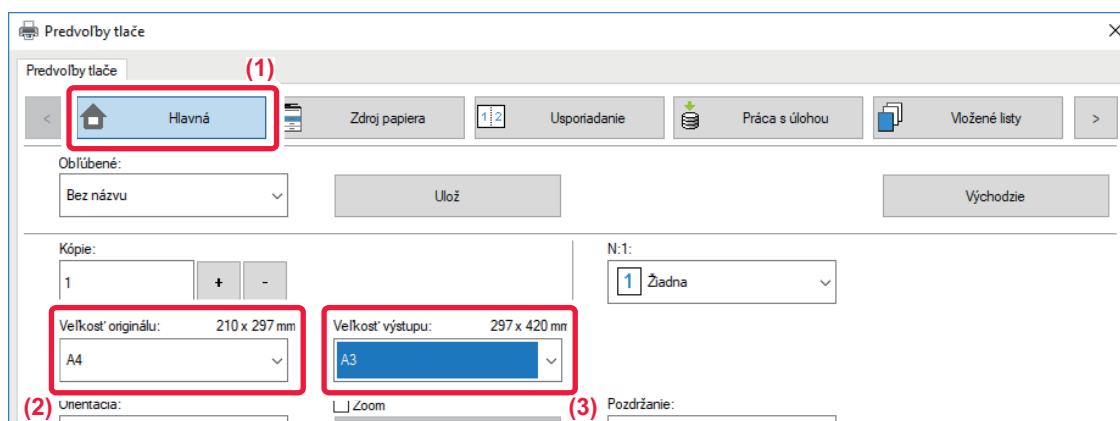 Predvoľby tlače
Predvoľby tlače
(1)
< Hlavná Zdroj papiera 1 2 Usporiadanie Práca s úlohou Vložené listy >
Obľúbené:
Bez názvu Ulož Východzie
Kópie: N:1:
1 + - 1 Žiadna
Veľkosť originálu: 210 x 297 mm Veľkosť výstupu: 297 x 420 mm
A4 A3
(2) Orientácia: Zoom (3) Pozdržanie: